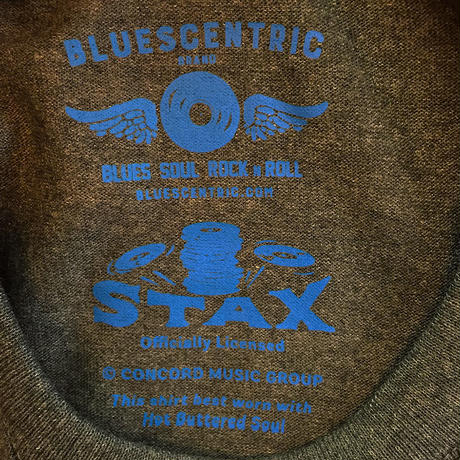 BLUESCENTRIC
BRAND
BLUES SOUL ROCK N ROLL
BLUESCENTRIC.COM
STAX
Officially Licensed
© CONCORD MUSIC GROUP
This shirt best worn with
Hot Buttered Soul